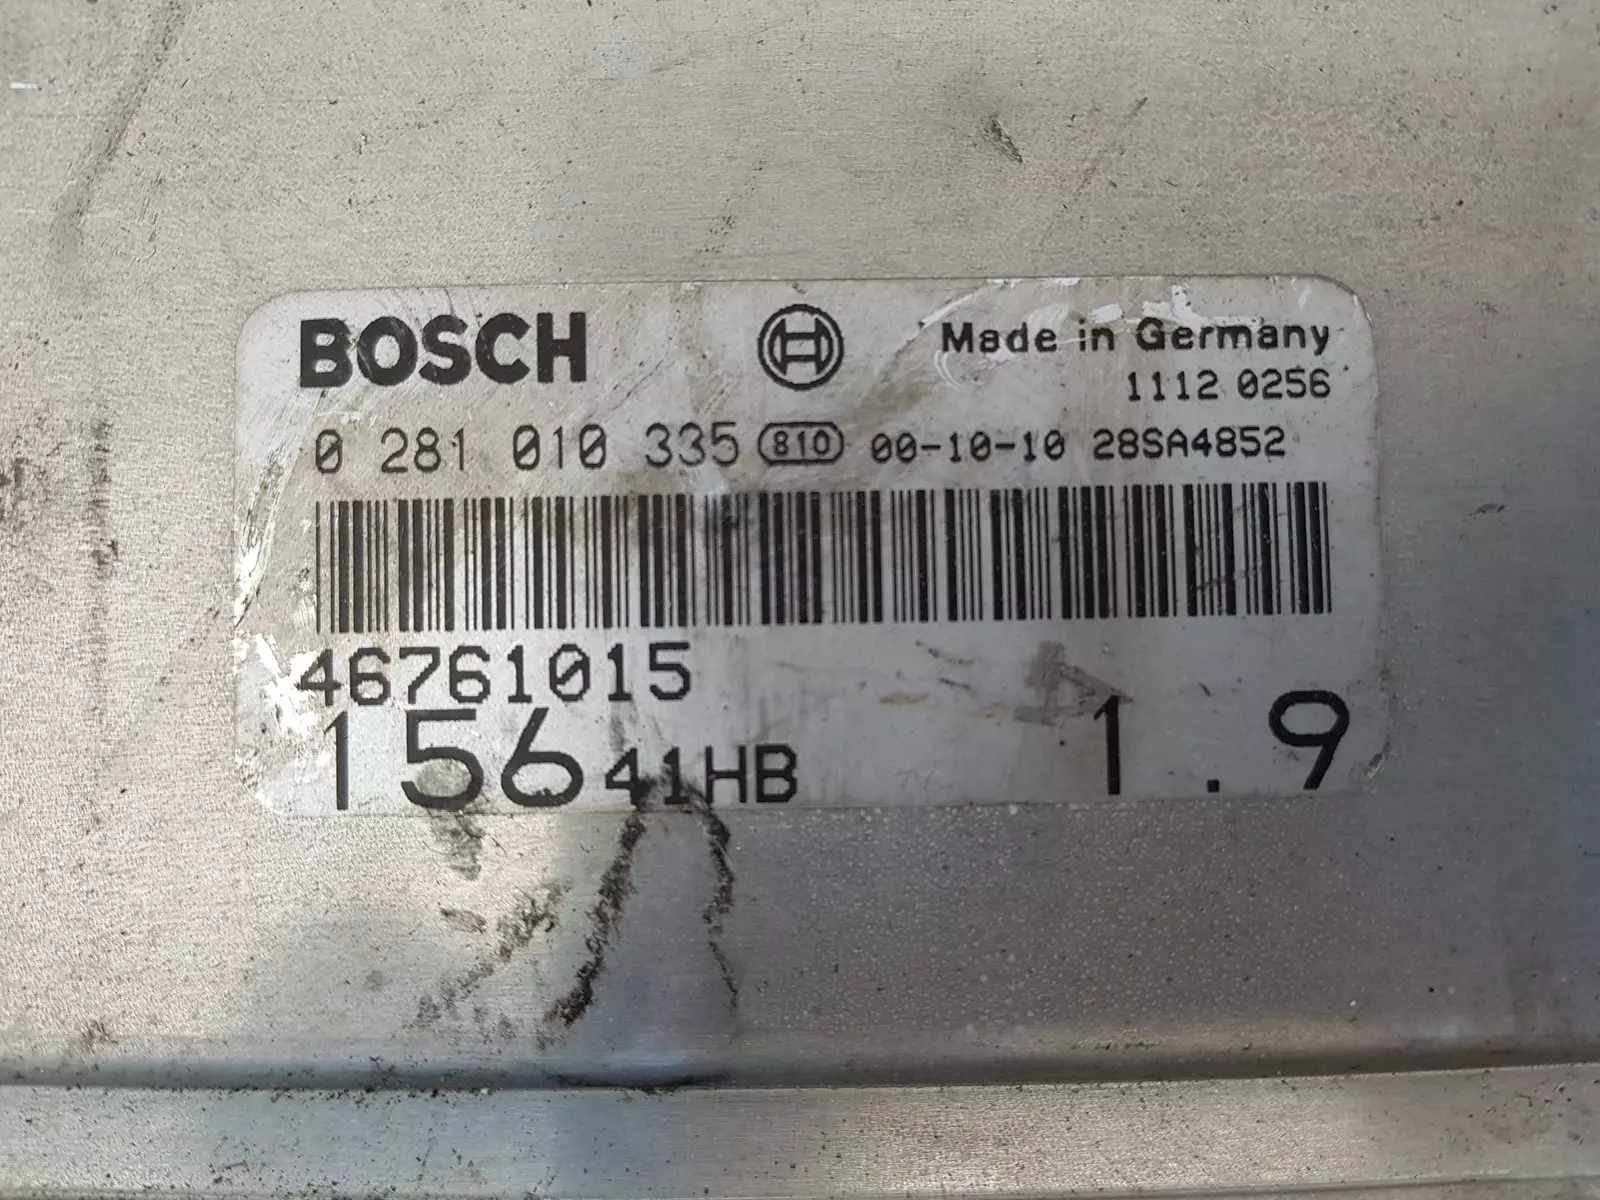 BOSCH Made in Germany
1112 0256
0 281 010 335 810 00-10-10 28SA4852
46761015
156 41HB 1.9